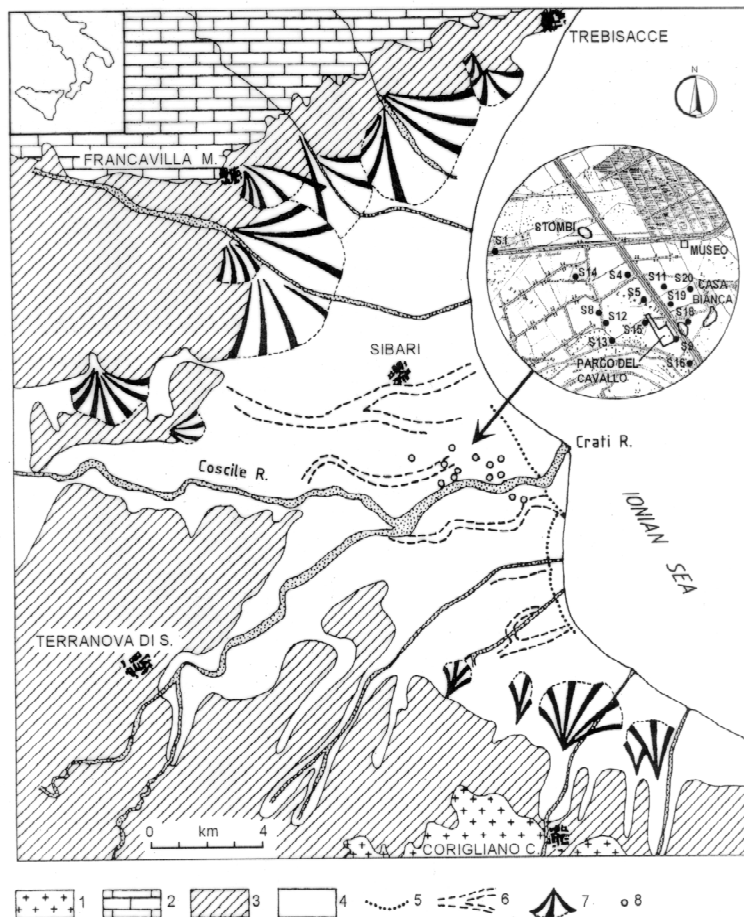 TREBISACCE
N
FRANCAVILLA M.
STOMBI
MUSEO
S1
S14
S4
S11
S20
CASA
BIANCA
S5
S19
S8
S12
S15
S18
S13
PARCO DEL
CAVALLO
S16
SIBARI
Crati R.
Coscile R.
IONIAN SEA
TERRANOVA DI S.
0 km 4
CORIGLIANO C.
1 2 3 4 5 6 7 8